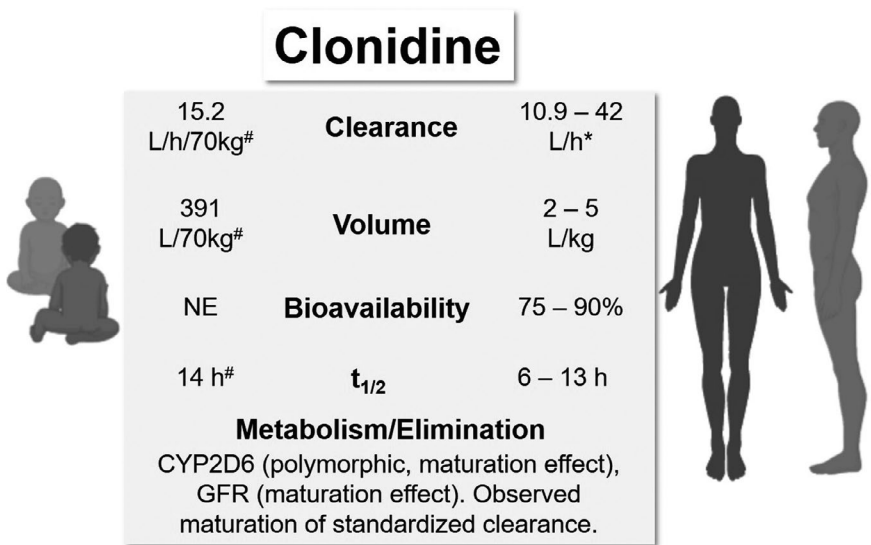 Clonidine
15.2 L/h/70kg# Clearance 10.9 – 42 L/h*
391 L/70kg# Volume 2 – 5 L/kg
NE Bioavailability 75 – 90%
14 h# t1/2 6 – 13 h
Metabolism/Elimination
CYP2D6 (polymorphic, maturation effect),
GFR (maturation effect). Observed
maturation of standardized clearance.